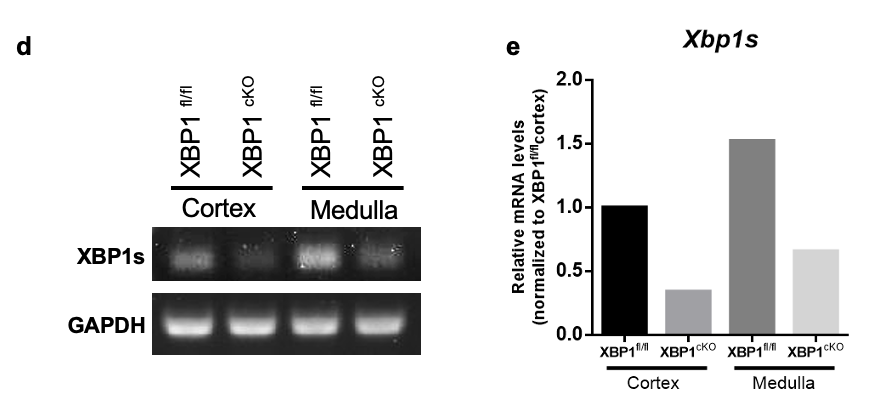 d
XBP1 fl/fl
XBP1 cKO
XBP1 fl/fl
XBP1 cKO
Cortex
Medulla
XBP1s
GAPDH
e
Xbp1s
Relative mRNA levels
(normalized to XBP1fl/flcortex)
2.0
1.5
1.0
0.5
0.0
XBP1fl/fl
XBP1cKO
XBP1fl/fl
XBP1cKO
Cortex
Medulla